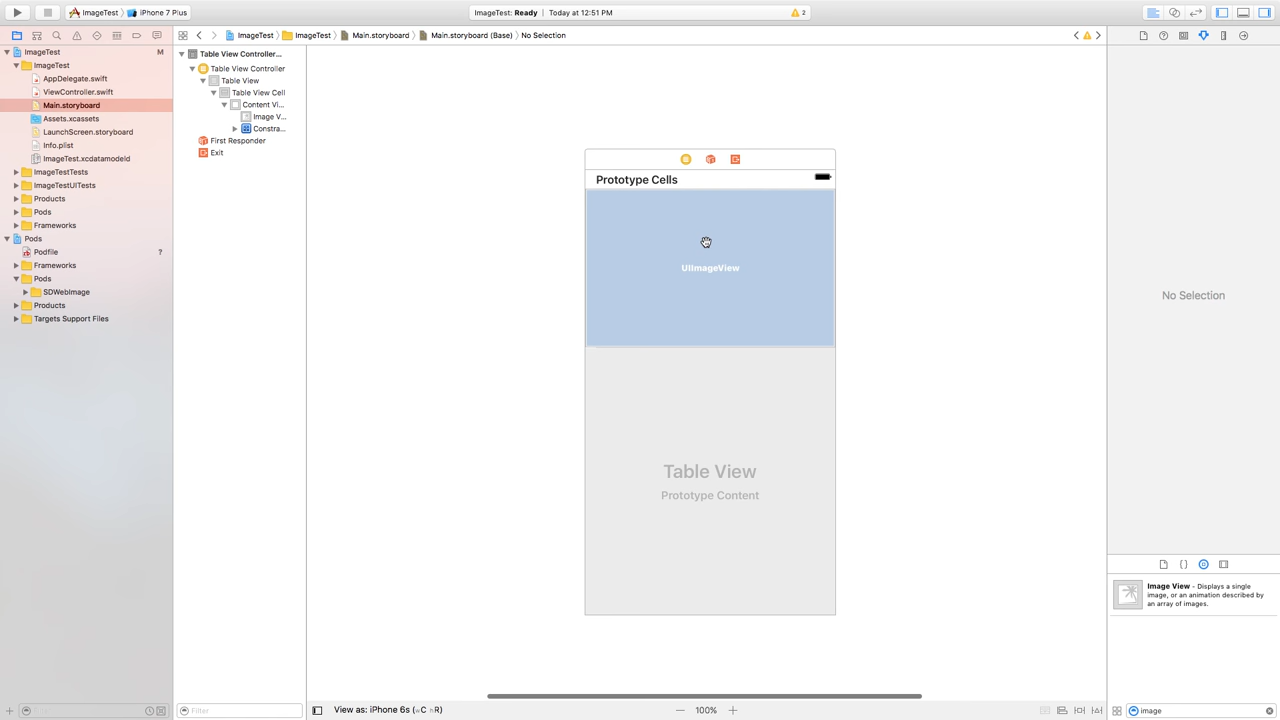 ImageTest
iPhone 7 Plus
ImageTest: Ready | Today at 12:51 PM
2
ImageTest
ImageTest
Main.storyboard
Main.storyboard (Base)
No Selection
ImageTest
M
ImageTest
AppDelegate.swift
ViewController.swift
Main.storyboard
Assets.xcassets
LaunchScreen.storyboard
Info.plist
ImageTest.xcdatamodeld
ImageTestTests
ImageTestUITests
Products
Pods
Frameworks
Pods
Podfile
?
Frameworks
Pods
SDWebImage
Products
Targets Support Files
Table View Controller...
Table View Controller
Table View
Table View Cell
Content Vi...
Image V...
Constra...
First Responder
Exit
Filter
Prototype Cells
UIImageView
Table View
Prototype Content
View as: iPhone 6s (wC hR)
100%
No Selection
Image View - Displays a single
image, or an animation described by
an array of images.
image